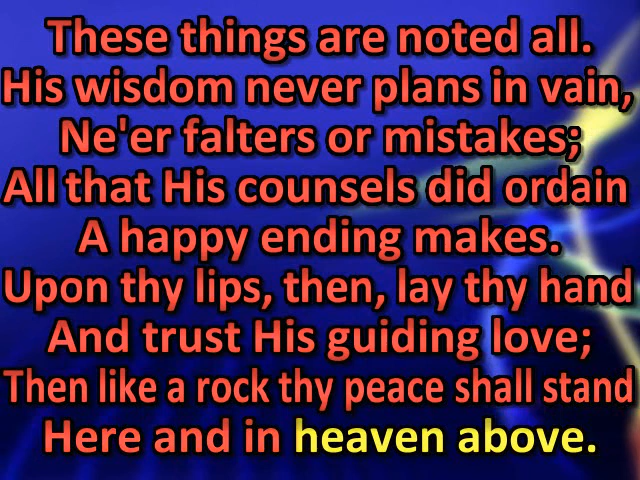 These things are noted all.
His wisdom never plans in vain,
Ne'er falters or mistakes;
All that His counsels did ordain
A happy ending makes.
Upon thy lips, then, lay thy hand
And trust His guiding love;
Then like a rock thy peace shall stand
Here and in heaven above.